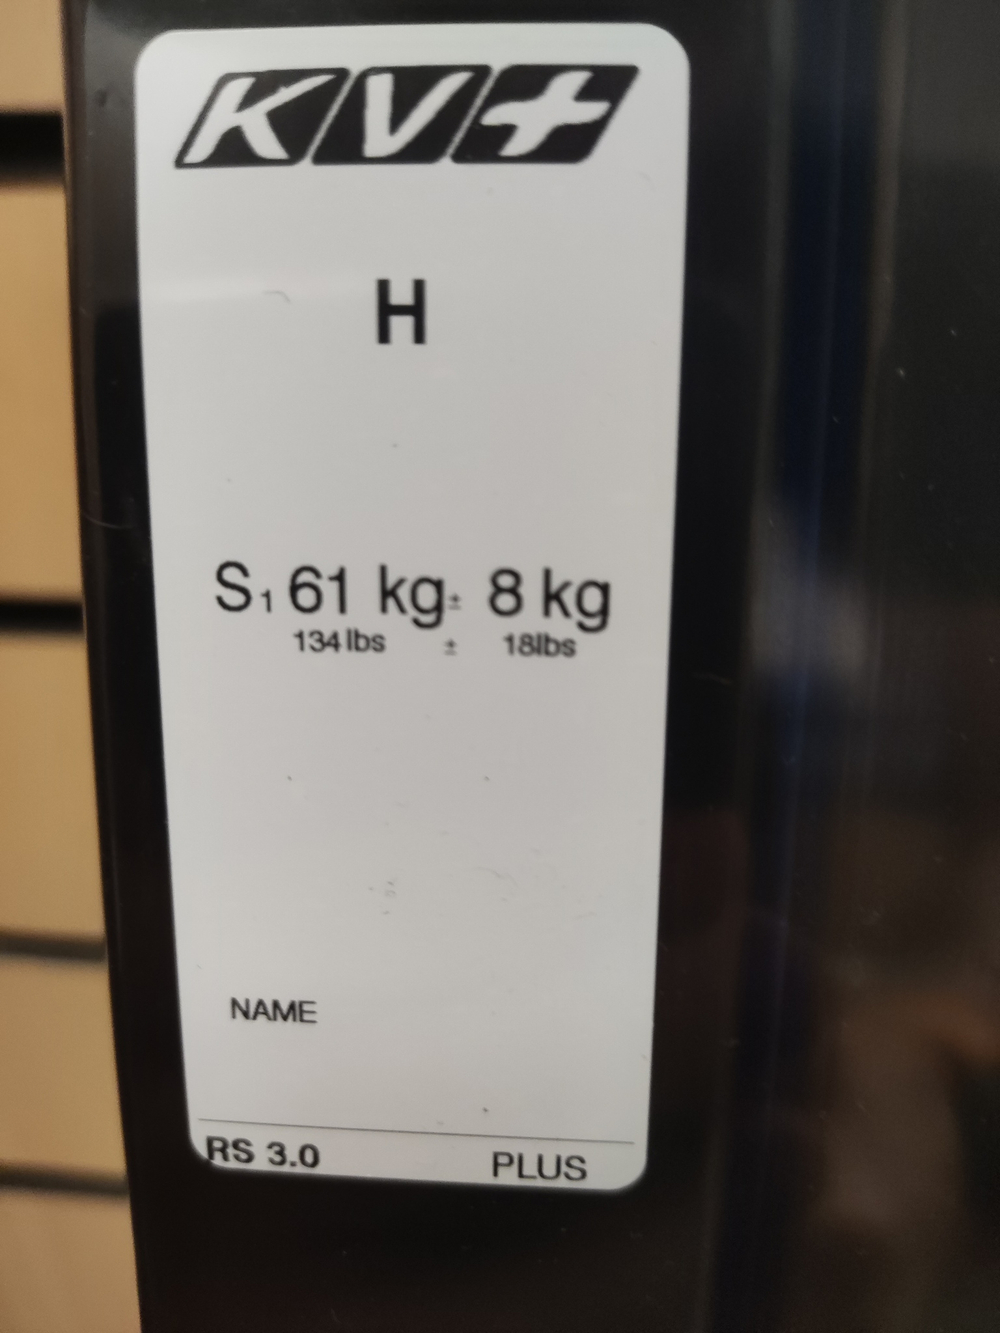 KV+
H
S1 61 kg ± 8 kg
134 lbs ± 18lbs
NAME
RS 3.0 PLUS